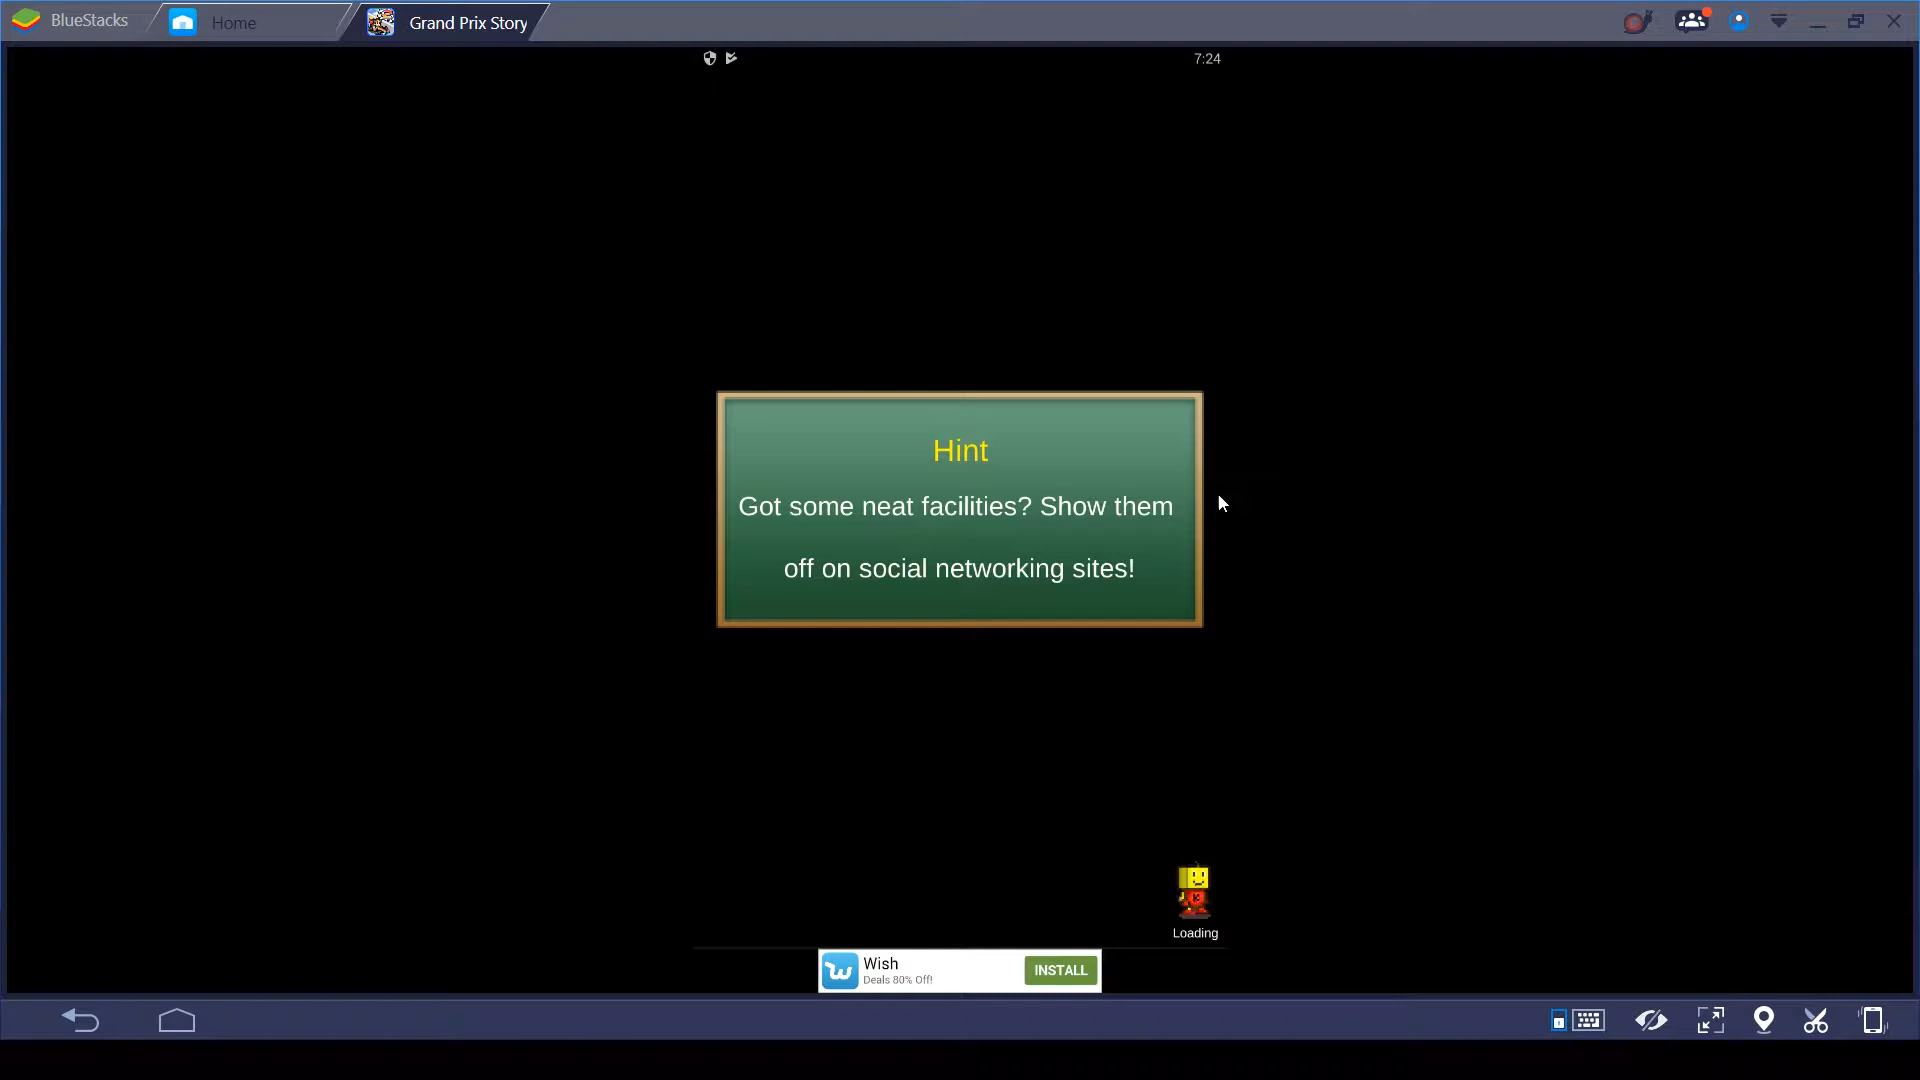 BlueStacks
Home
Grand Prix Story
7:24
Hint
Got some neat facilities? Show them
off on social networking sites!
Loading
Wish
Deals 80% Off!
INSTALL